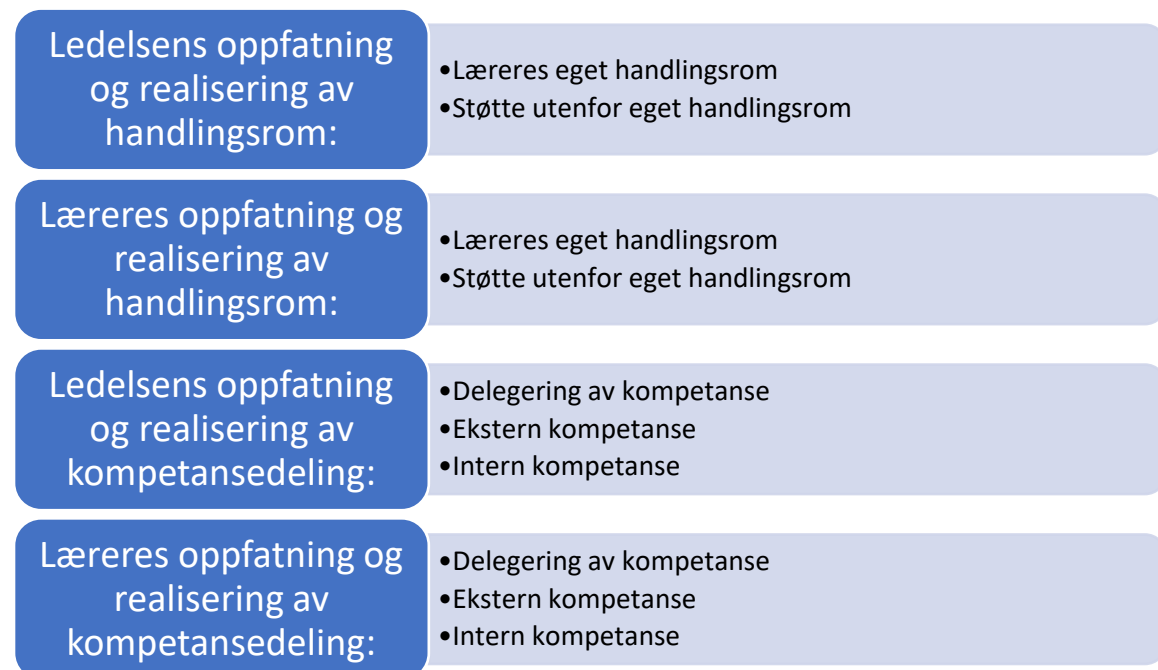 Ledelsens oppfatning
og realisering av
handlingsrom:
•Læreres eget handlingsrom
•Støtte utenfor eget handlingsrom
Læreres oppfatning og
realisering av
handlingsrom:
•Læreres eget handlingsrom
•Støtte utenfor eget handlingsrom
Ledelsens oppfatning
og realisering av
kompetansedeling:
•Delegering av kompetanse
•Ekstern kompetanse
•Intern kompetanse
Læreres oppfatning og
realisering av
kompetansedeling:
•Delegering av kompetanse
•Ekstern kompetanse
•Intern kompetanse